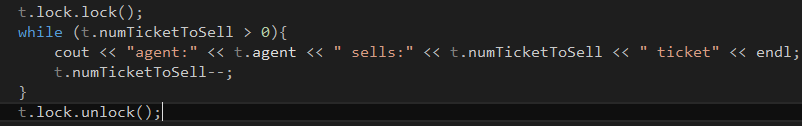 t.lock.lock();
while (t.numTicketToSell > 0){
    cout << "agent:" << t.agent << " sells:" << t.numTicketToSell << " ticket" << endl;
    t.numTicketToSell--;
}
t.lock.unlock();